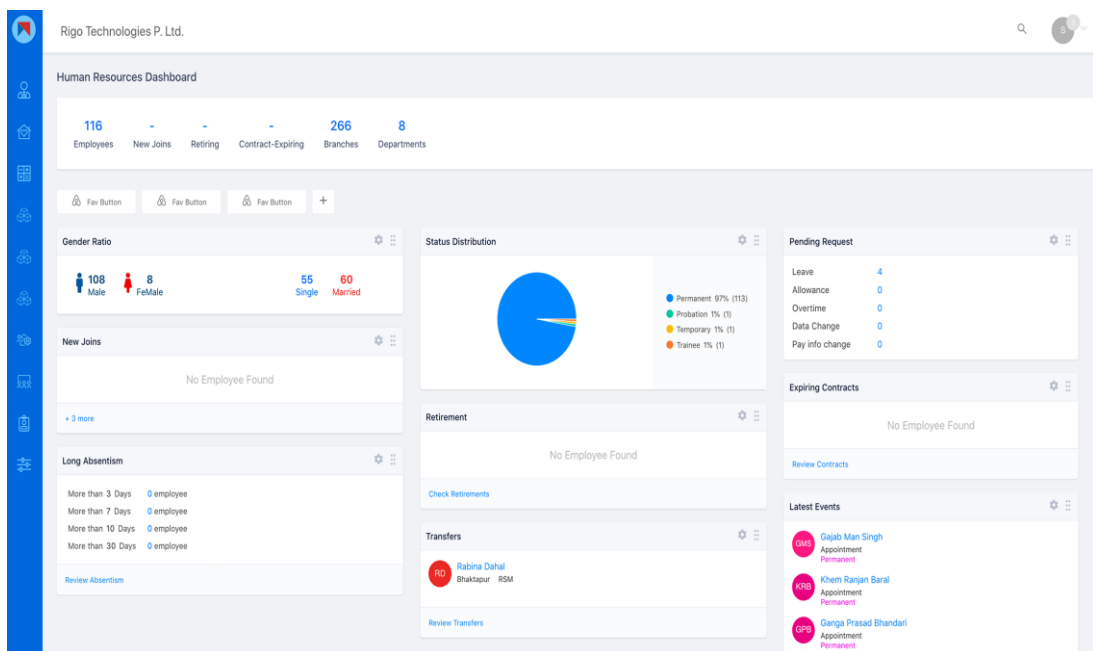 Rigo Technologies P. Ltd.
S
Human Resources Dashboard
116 - - - 266 8
Employees New Joins Retiring Contract-Expiring Branches Departments
Fav Button Fav Button Fav Button +
Gender Ratio
108 8 55 60
Male FeMale Single Married
New Joins
No Employee Found
+ 3 more
Long Absentism
More than 3 Days 0 employee
More than 7 Days 0 employee
More than 10 Days 0 employee
More than 30 Days 0 employee
Review Absentism
Status Distribution
Permanent 97% (113)
Probation 1% (1)
Temporary 1% (1)
Trainee 1% (1)
Retirement
No Employee Found
Check Retirements
Transfers
RD
Rabina Dahal
Bhaktapur RSM
Review Transfers
Pending Request
Leave 4
Allowance 0
Overtime 0
Data Change 0
Pay info change 0
Expiring Contracts
No Employee Found
Review Contracts
Latest Events
GMS
Gajab Man Singh
Appointment
Permanent
KRB
Khem Ranjan Baral
Appointment
Permanent
GPB
Ganga Prasad Bhandari
Appointment
Permanent